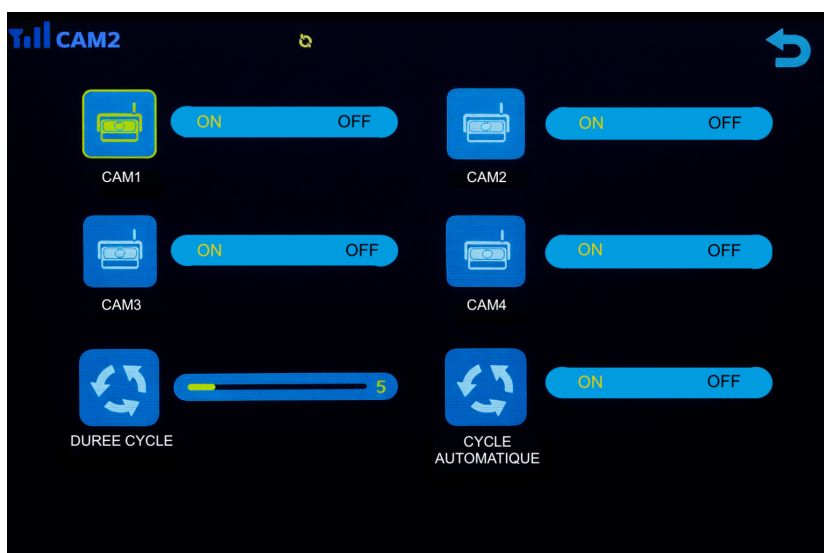 CAM2
ON OFF
ON OFF
CAM1
CAM2
ON OFF
ON OFF
CAM3
CAM4
5
ON OFF
DUREE CYCLE
CYCLE
AUTOMATIQUE